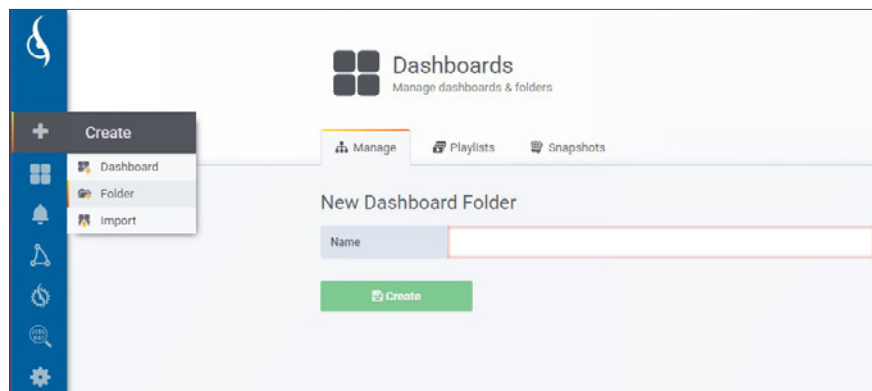 Dashboards
Manage dashboards & folders
Create
Dashboard
Folder
Import
Manage Playlists Snapshots
New Dashboard Folder
Name
Create